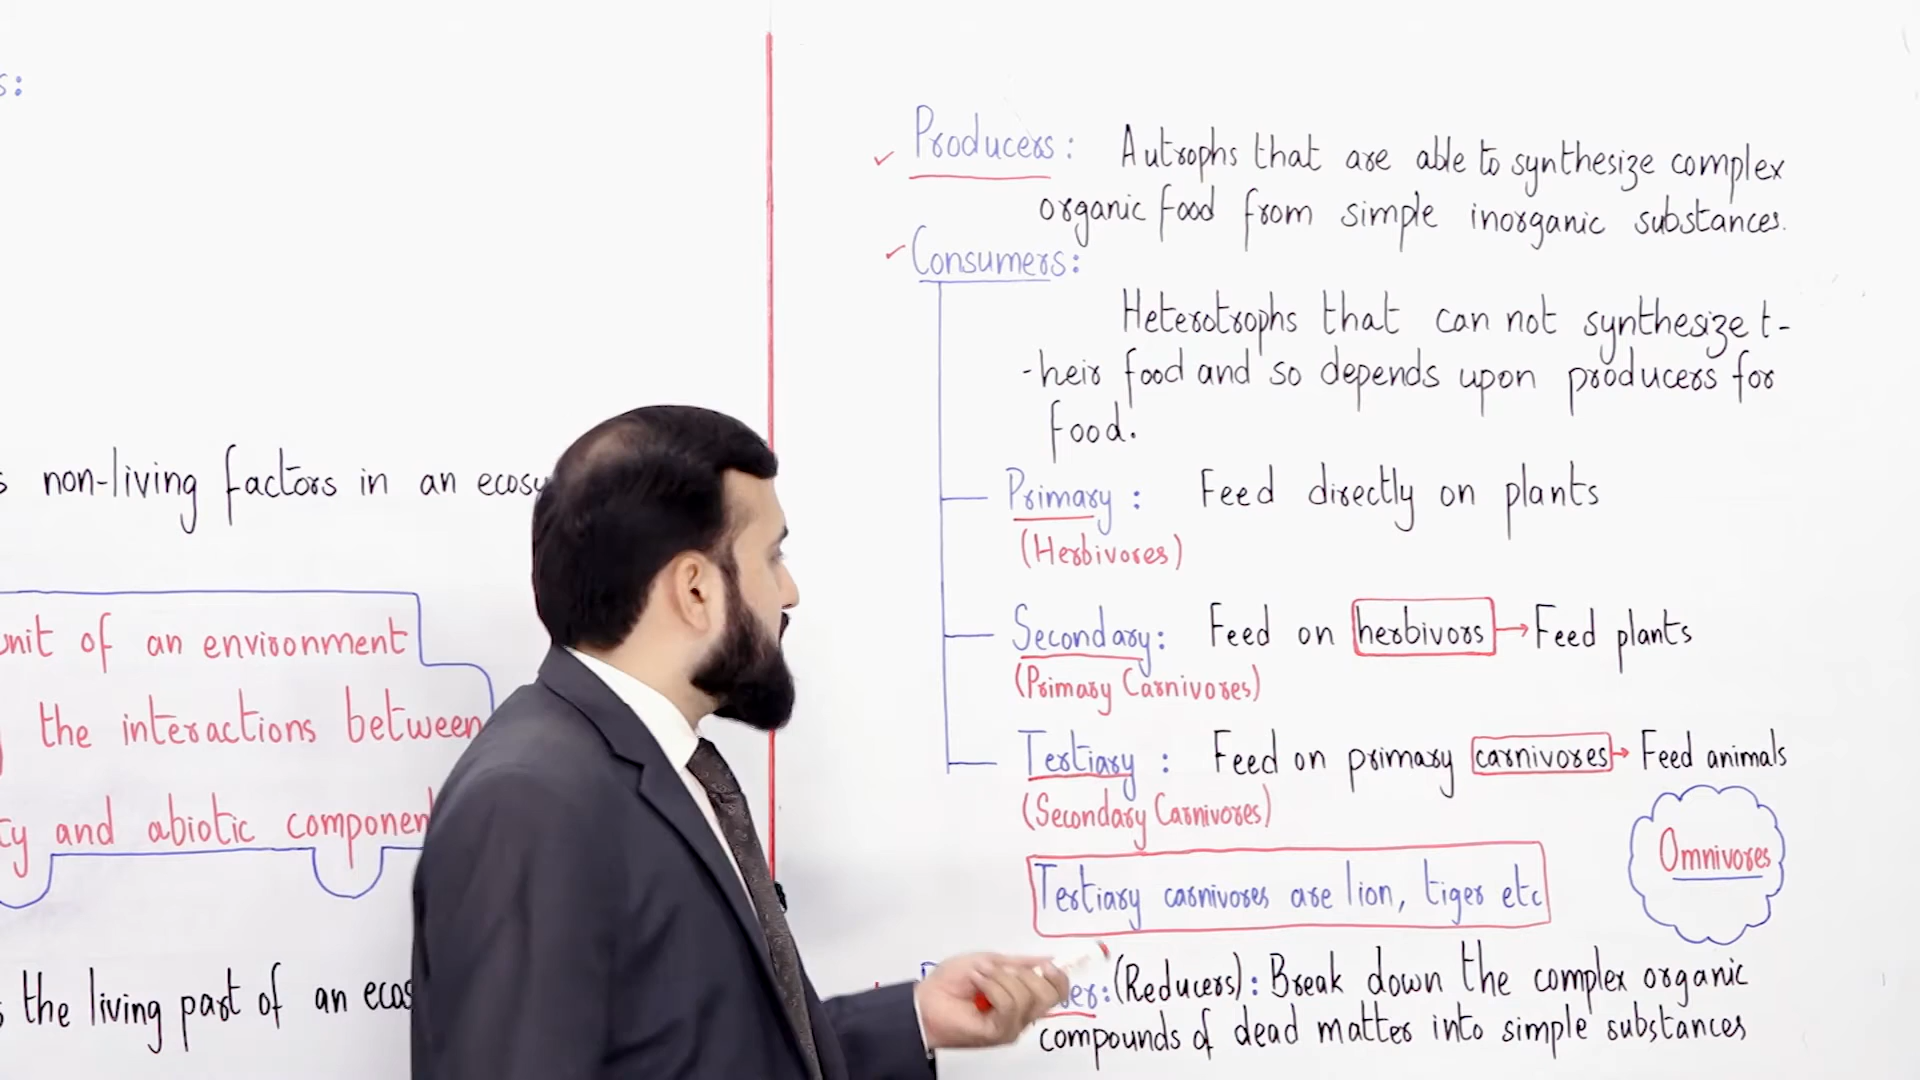 s:
non-living factors in an
unit of an environment
the interactions between
and abiotic
the living part of an
Producers: Autrophs that are able to synthesize complex
organic food from simple inorganic substances.
Consumers:
Heterotrophs that can not synthesize t-
-heir food and so depends upon producers for
food.
Primary: Feed directly on plants
(Herbivores)
Secondary: Feed on herbivors → Feed plants
(Primary Carnivores)
Tertiary: Feed on primary carnivores → Feed animals
(Secondary Carnivores)
Omnivores
Tertiary carnivores are lion, tiger etc
(Reducers): Break down the complex organic
compounds of dead matter into simple substances